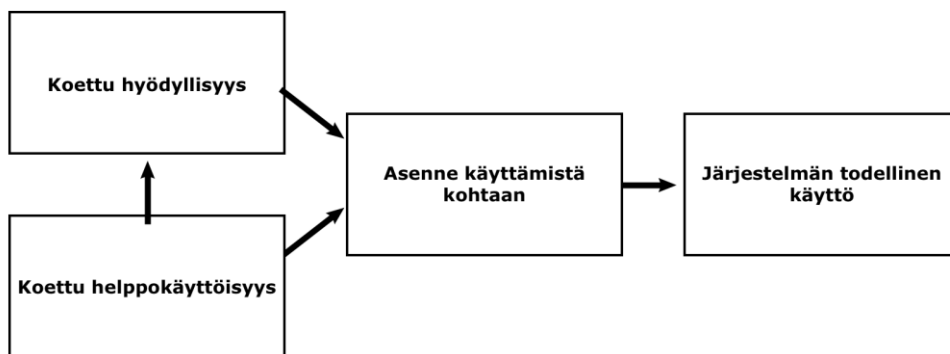 Koettu hyödyllisyys
Koettu helppokäyttöisyys
Asenne käyttämistä
kohtaan
Järjestelmän todellinen
käyttö